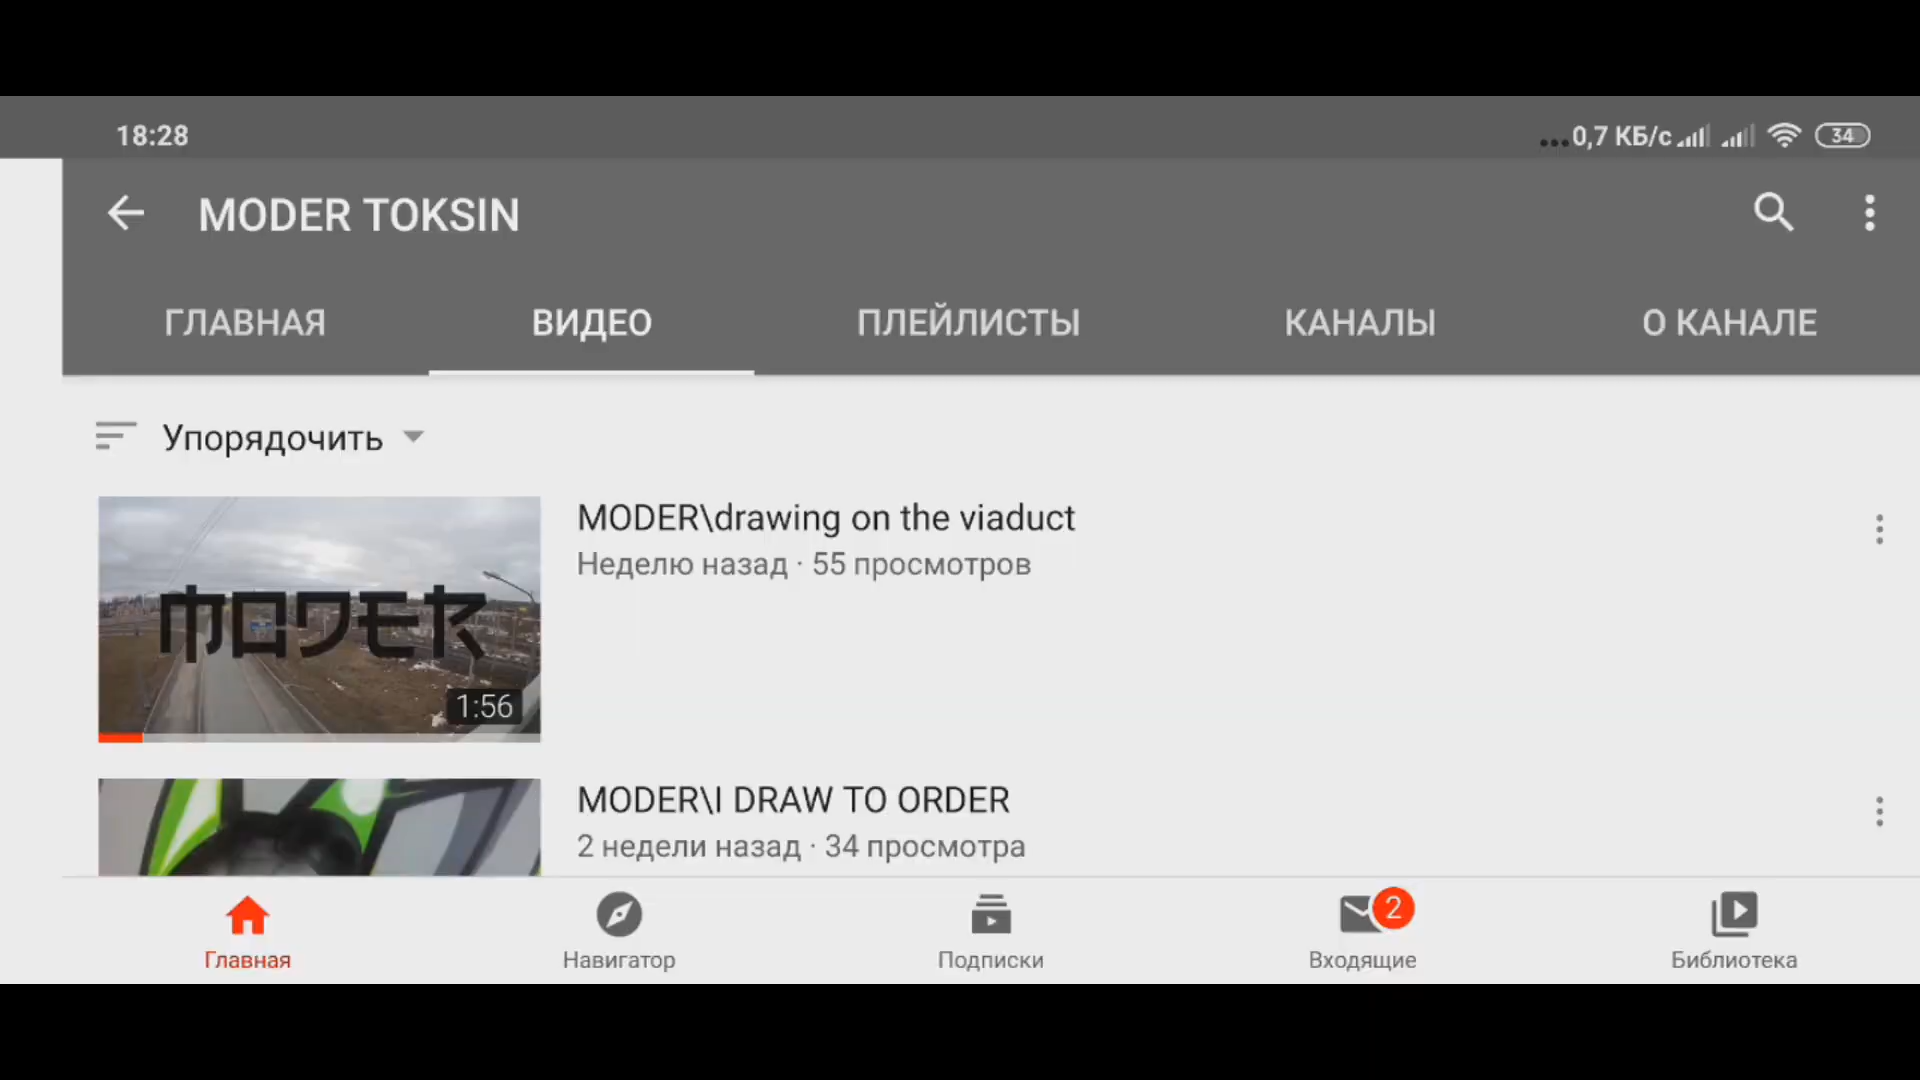 18:28
...0,7 КБ/с 34
MODER TOKSIN
ГЛАВНАЯ ВИДЕО ПЛЕЙЛИСТЫ КАНАЛЫ О КАНАЛЕ
Упорядочить
MODER\drawing on the viaduct
Неделю назад · 55 просмотров
MODER
1:56
MODER\I DRAW TO ORDER
2 недели назад · 34 просмотра
2
Главная Навигатор Подписки Входящие Библиотека